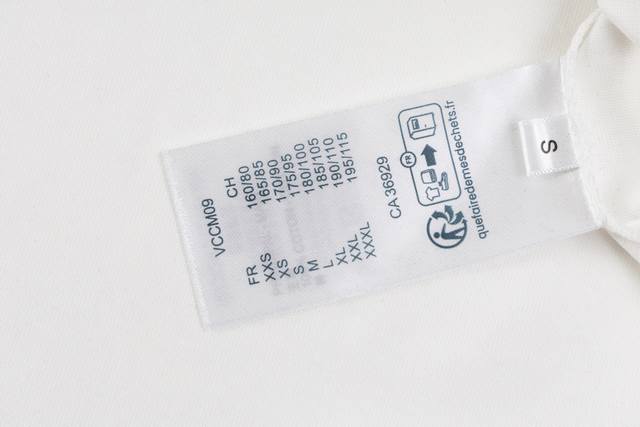 VCCM09
FR CH
XXS 160/80
XS 165/85
S 170/90
M 175/95
L 180/100
XL 185/105
XXL 190/110
XXXL 195/115
CA 36929
FR
quefairedemesdechets.fr
S